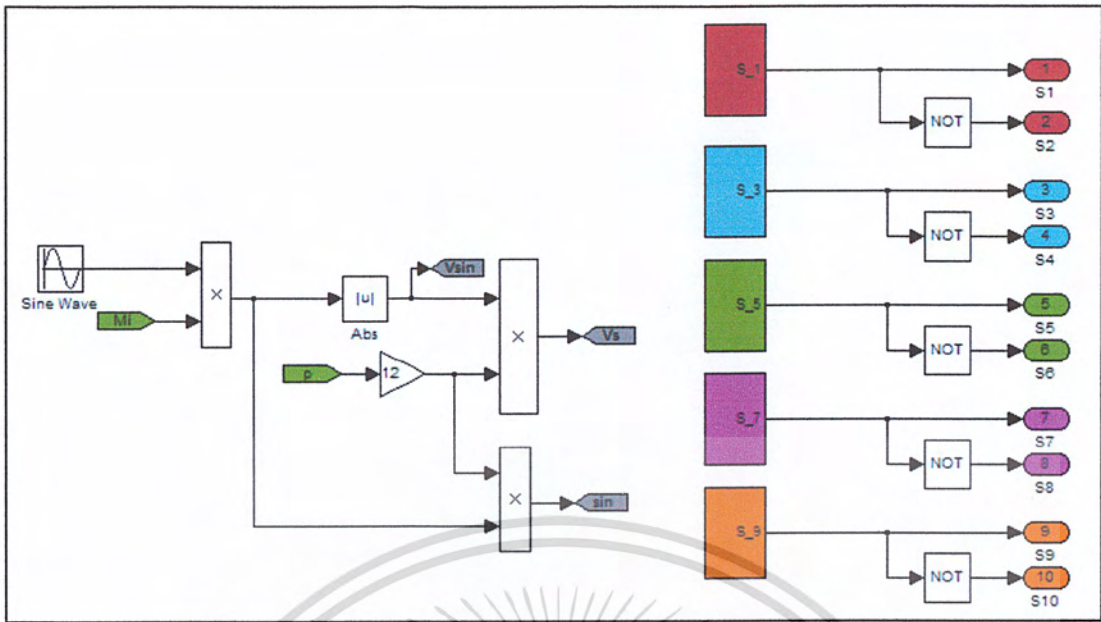 Sine Wave
Mi
×
|u|
Abs
Vsin
p
12
×
Vs
×
sin
S_1
1
S1
NOT
2
S2
S_3
3
S3
NOT
4
S4
S_5
5
S5
NOT
6
S6
S_7
7
S7
NOT
8
S8
S_9
9
S9
NOT
10
S10